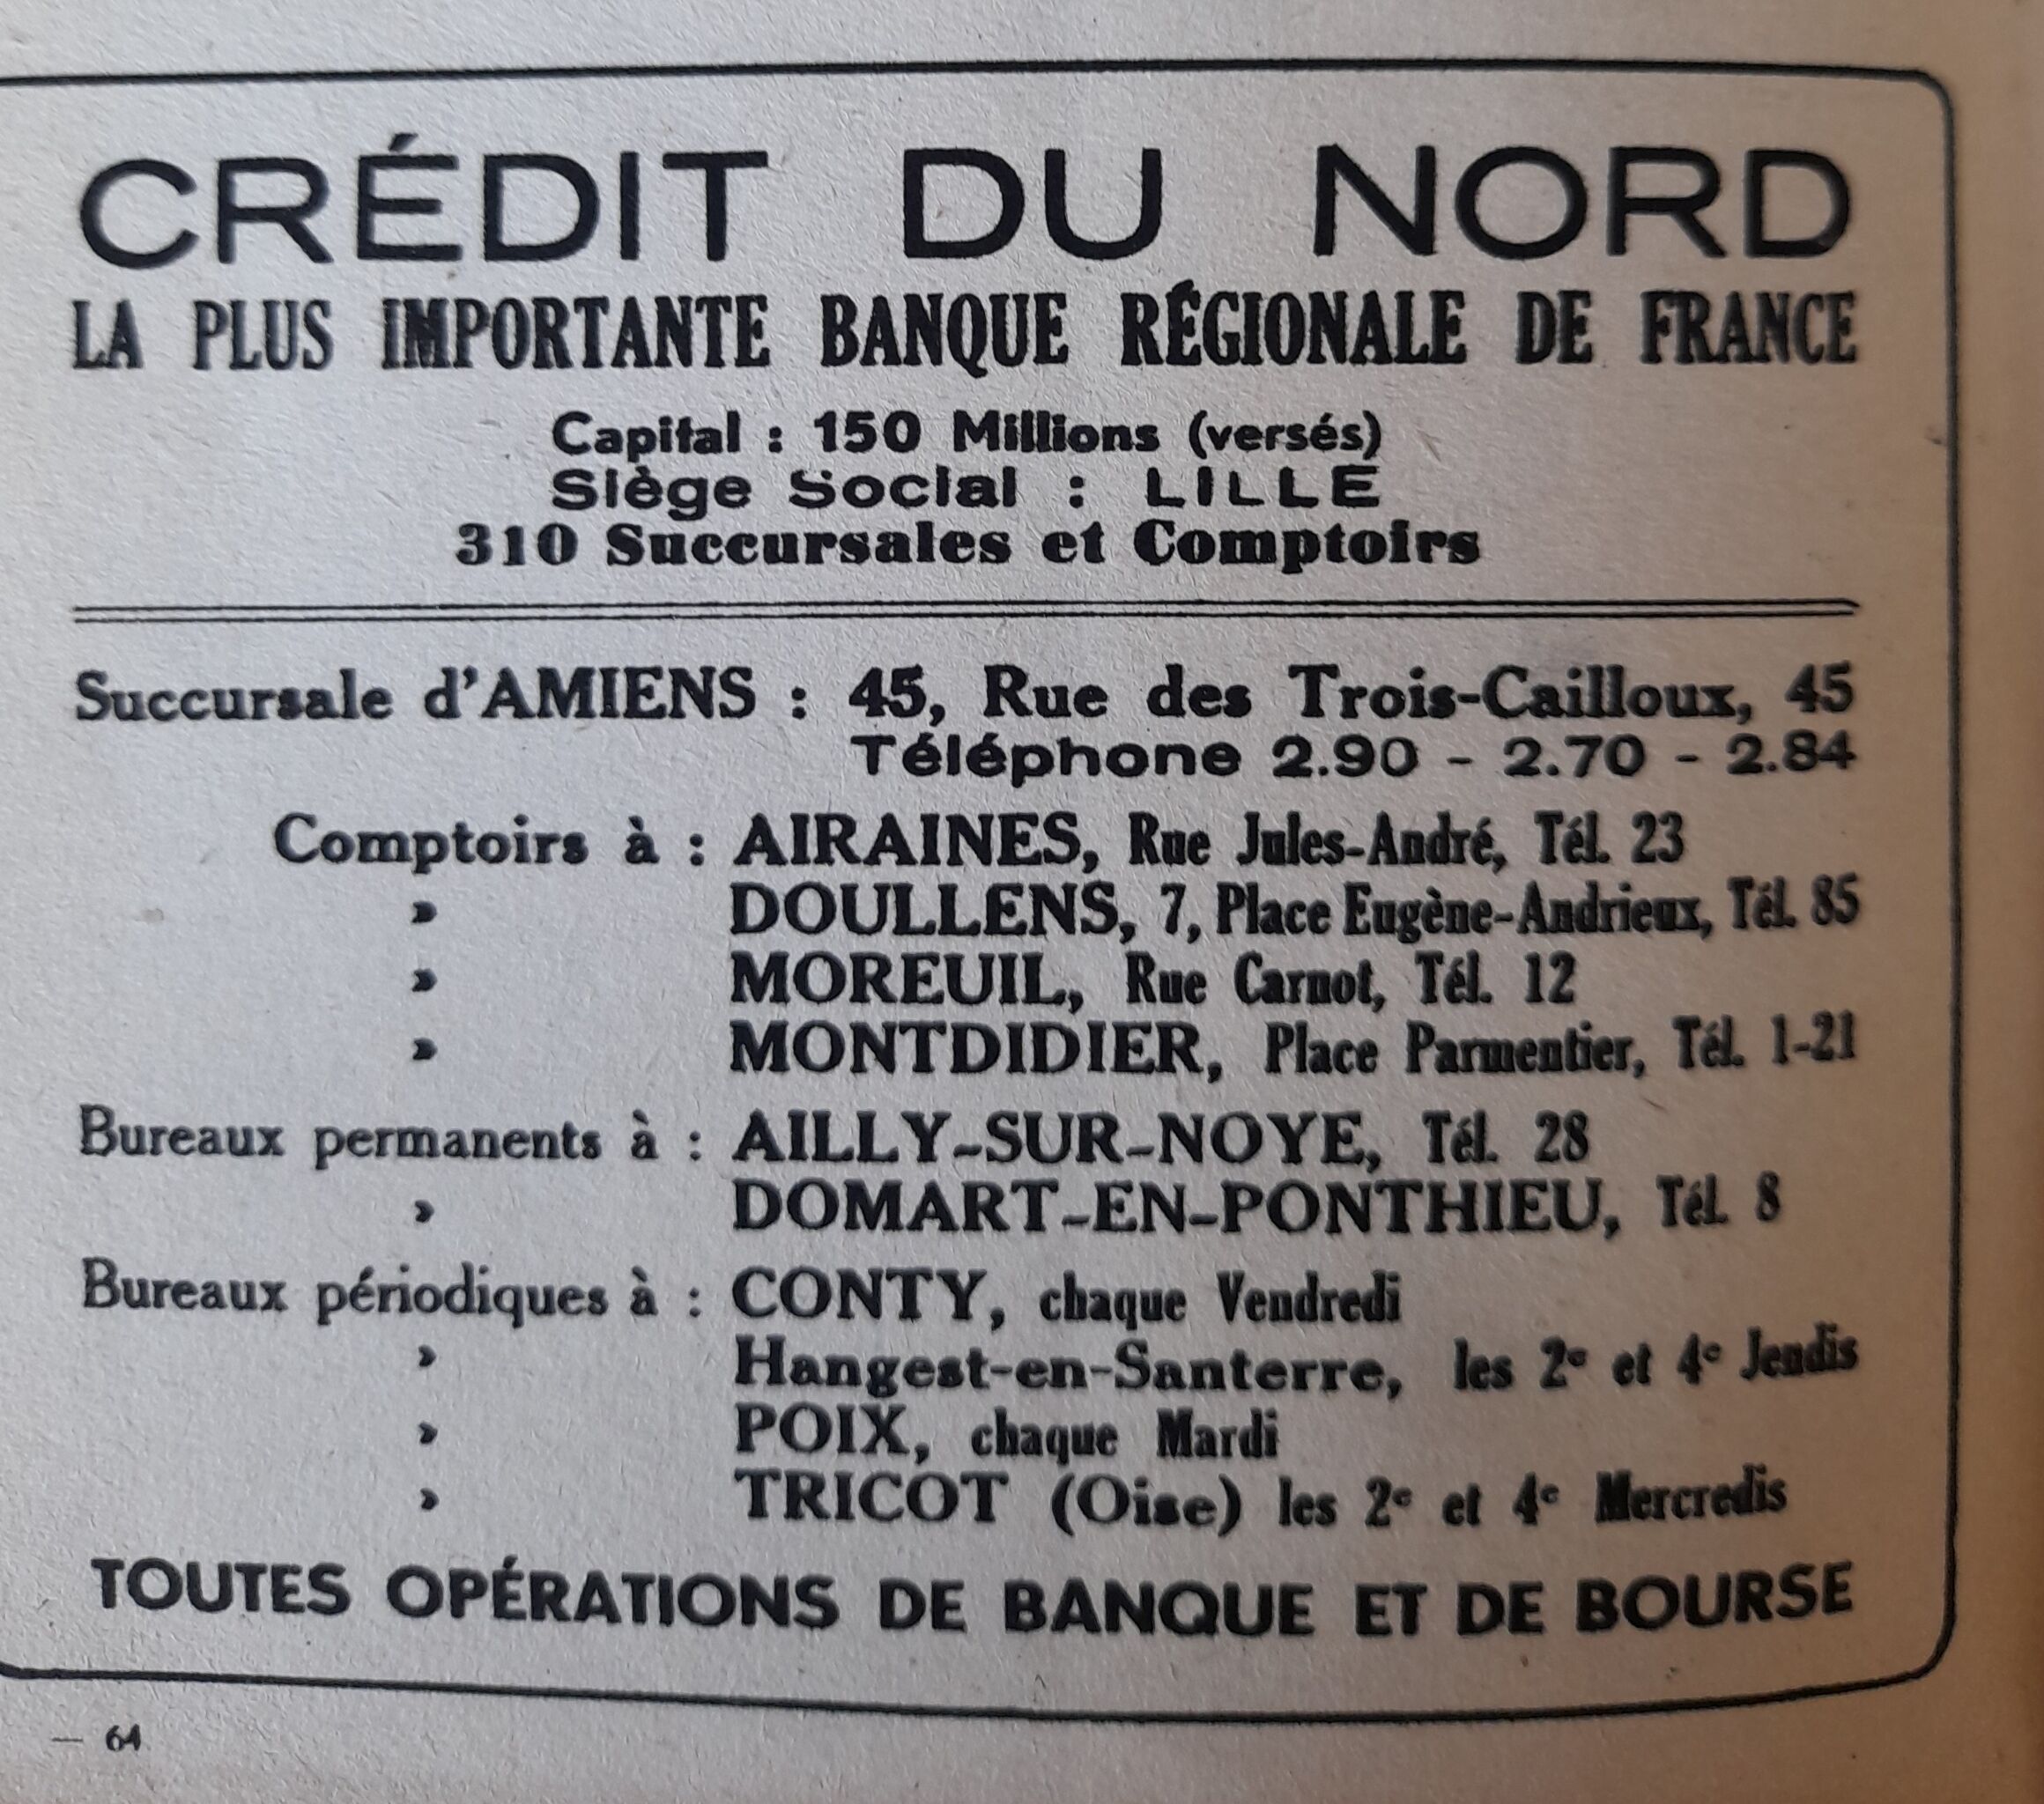 CRÉDIT DU NORD
LA PLUS IMPORTANTE BANQUE RÉGIONALE DE FRANCE
Capital : 150 Millions (versés)
Siège Social : LILLE
310 Succursales et Comptoirs
Succursale d'AMIENS : 45, Rue des Trois-Cailloux, 45
Téléphone 2.90 - 2.70 - 2.84
Comptoirs à : AIRAINES, Rue Jules-André, Tél. 23
» DOULLENS, 7, Place Eugène-Andrieux, Tél. 85
» MOREUIL, Rue Carnot, Tél. 12
» MONTDIDIER, Place Parmentier, Tél. 1-21
Bureaux permanents à : AILLY-SUR-NOYE, Tél. 28
» DOMART-EN-PONTHIEU, Tél. 8
Bureaux périodiques à : CONTY, chaque Vendredi
» Hangest-en-Santerre, les 2e et 4e Jeudis
» POIX, chaque Mardi
» TRICOT (Oise) les 2e et 4e Mercredis
TOUTES OPÉRATIONS DE BANQUE ET DE BOURSE
— 64